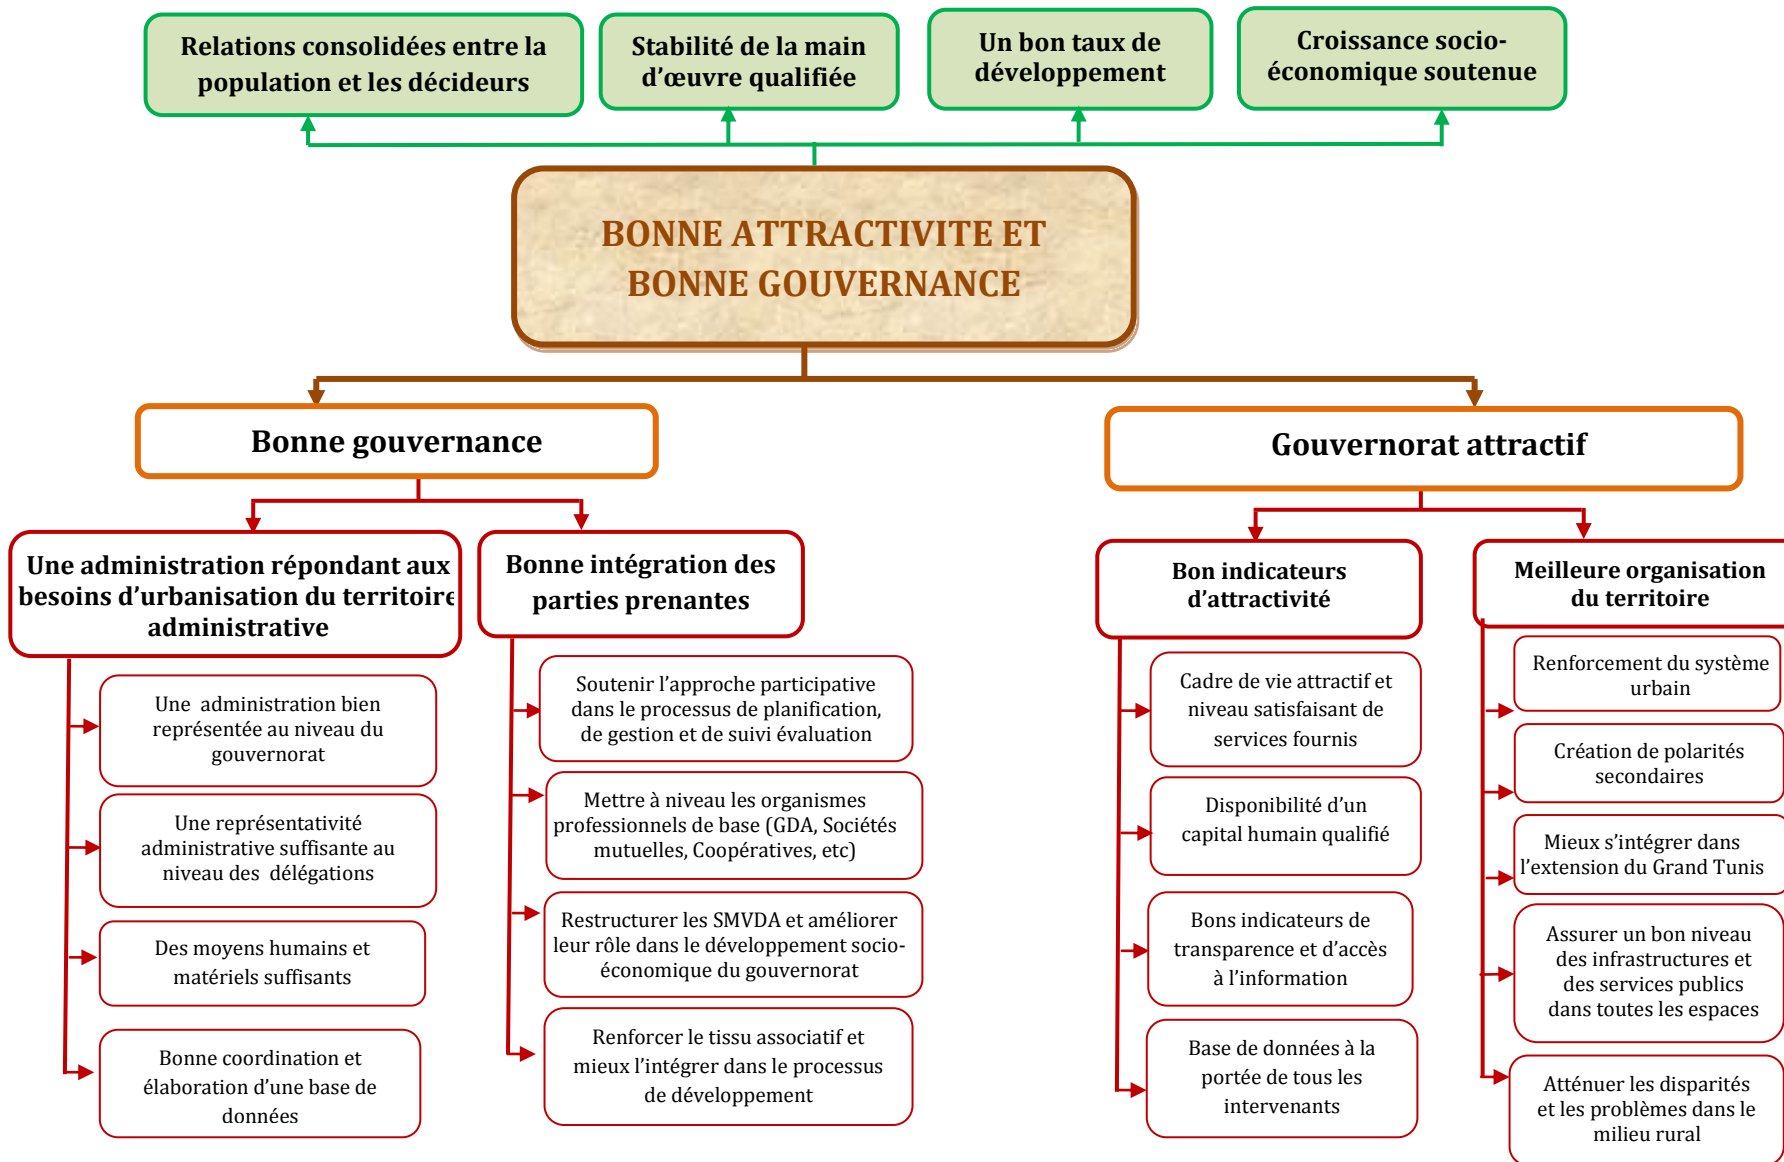 Relations consolidées entre la
population et les décideurs
Stabilité de la main
d’œuvre qualifiée
Un bon taux de
développement
Croissance socio-
économique soutenue
BONNE ATTRACTIVITE ET
BONNE GOUVERNANCE
Bonne gouvernance
Gouvernorat attractif
Une administration répondant aux
besoins d’urbanisation du territoire
administrative
Une  administration bien
représentée au niveau du
gouvernorat
Une représentativité
administrative suffisante au
niveau des  délégations
Des moyens humains et
matériels suffisants
Bonne coordination et
élaboration d’une base de
données
Bonne intégration des
parties prenantes
Soutenir l’approche participative
dans le processus de planification,
de gestion et de suivi évaluation
Mettre à niveau les organismes
professionnels de base (GDA, Sociétés
mutuelles, Coopératives, etc)
Restructurer les SMVDA et améliorer
leur rôle dans le développement socio-
économique du gouvernorat
Renforcer le tissu associatif et
mieux l’intégrer dans le processus
de développement
Bon indicateurs
d’attractivité
Cadre de vie attractif et
niveau satisfaisant de
services fournis
Disponibilité d’un
capital humain qualifié
Bons indicateurs de
transparence et d’accès
à l’information
Base de données à la
portée de tous les
intervenants
Meilleure organisation
du territoire
Renforcement du système
urbain
Création de polarités
secondaires
Mieux s’intégrer dans
l’extension du Grand Tunis
Assurer un bon niveau
des infrastructures et
des services publics
dans toutes les espaces
Atténuer les disparités
et les problèmes dans le
milieu rural